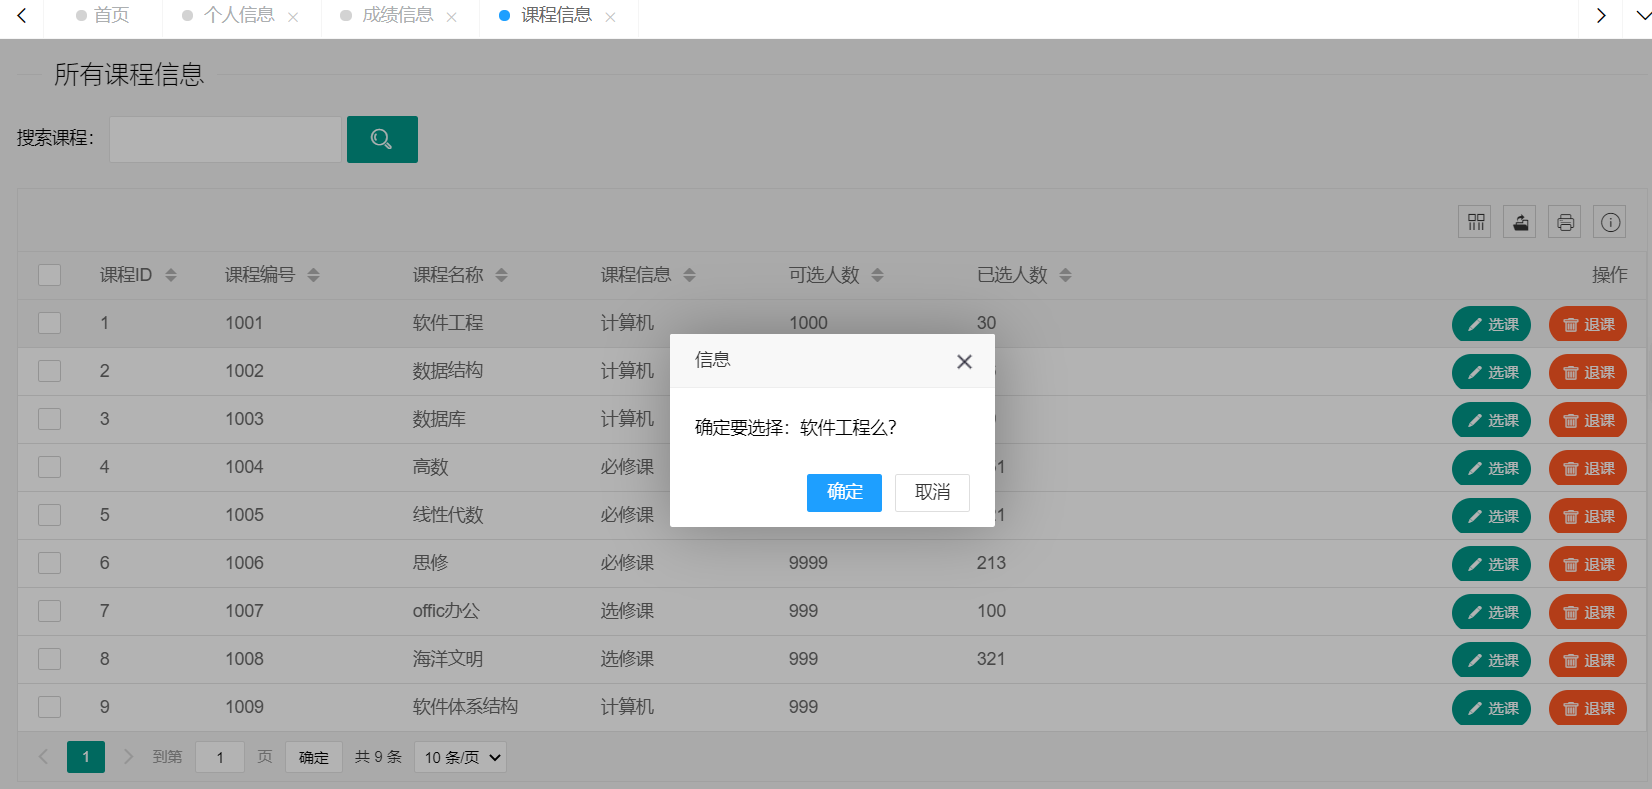 首页 个人信息 成绩信息 课程信息
所有课程信息
搜索课程：
课程ID 课程编号 课程名称 课程信息 可选人数 已选人数 操作
1 1001 软件工程 计算机 1000 30 选课 退课
2 1002 数据结构 计算机 选课 退课
3 1003 数据库 计算机 选课 退课
4 1004 高数 必修课 1 选课 退课
5 1005 线性代数 必修课 1 选课 退课
6 1006 思修 必修课 9999 213 选课 退课
7 1007 offic办公 选修课 999 100 选课 退课
8 1008 海洋文明 选修课 999 321 选课 退课
9 1009 软件体系结构 计算机 999 选课 退课
信息
确定要选择：软件工程么?
确定 取消
1 到第 1 页 确定 共 9 条 10 条/页